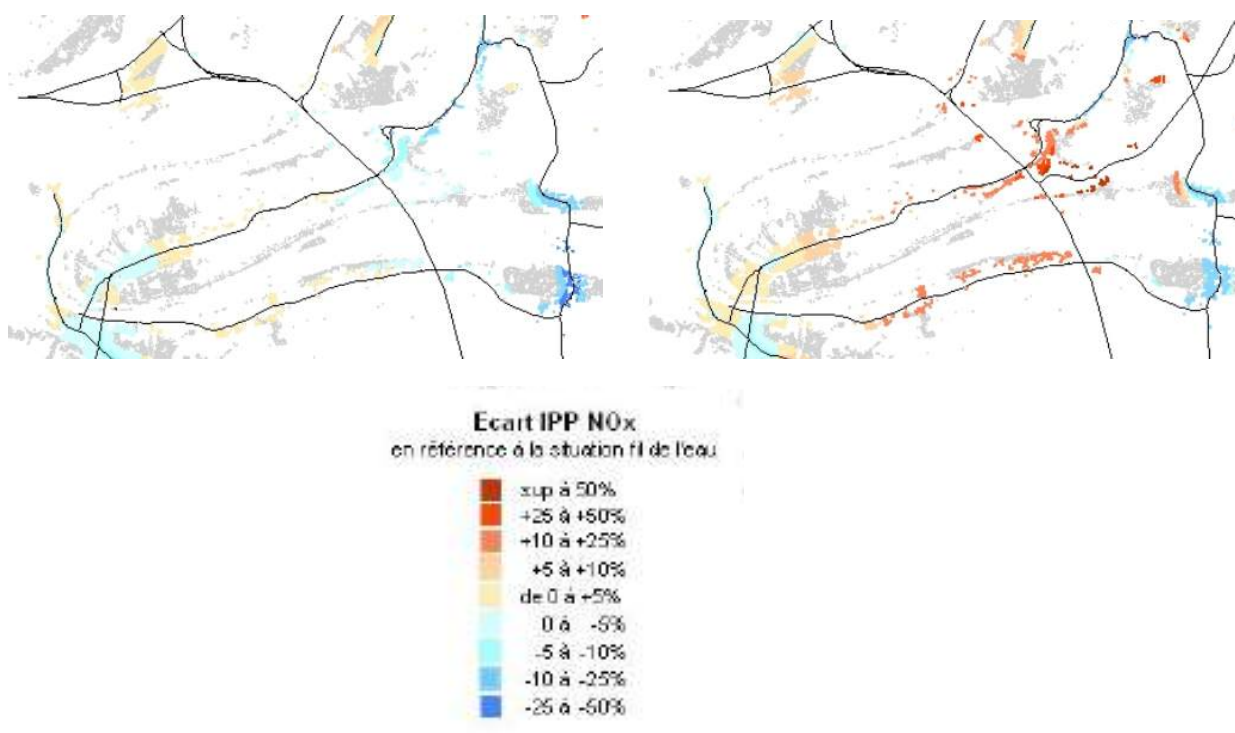 Ecart IPP NOx
en référence à la situation fil de l'eau
sup à 50%
+25 à +50%
+10 à +25%
+5 à +10%
de 0 à +5%
0 à -5%
-5 à -10%
-10 à -25%
-25 à -50%